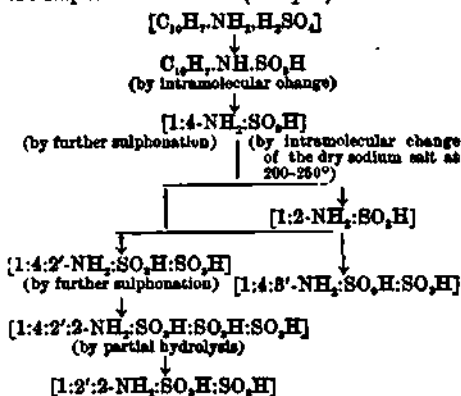 [C₁₀H₇.NH₂,H₂SO₄]
C₁₀H₇.NH.SO₃H
(by intramolecular change)
[1:4-NH₂:SO₃H]
(by further sulphonation) (by intramolecular change
of the dry sodium salt at
200-250°)
[1:2-NH₂:SO₃H]
[1:4:2'-NH₂:SO₃H:SO₃H]
(by further sulphonation) [1:4:3'-NH₂:SO₃H:SO₃H]
[1:4:2':2-NH₂:SO₃H:SO₃H:SO₃H]
(by partial hydrolysis)
[1:2':2-NH₂:SO₃H:SO₃H]